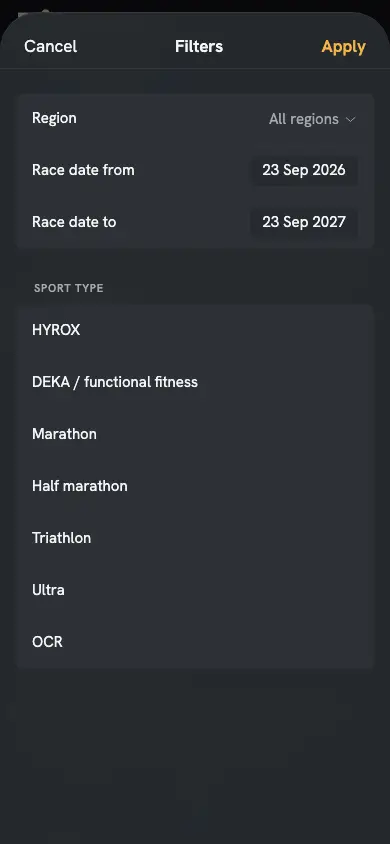 Cancel
Filters
Apply
Region
All regions
Race date from
23 Sep 2026
Race date to
23 Sep 2027
SPORT TYPE
HYROX
DEKA / functional fitness
Marathon
Half marathon
Triathlon
Ultra
OCR